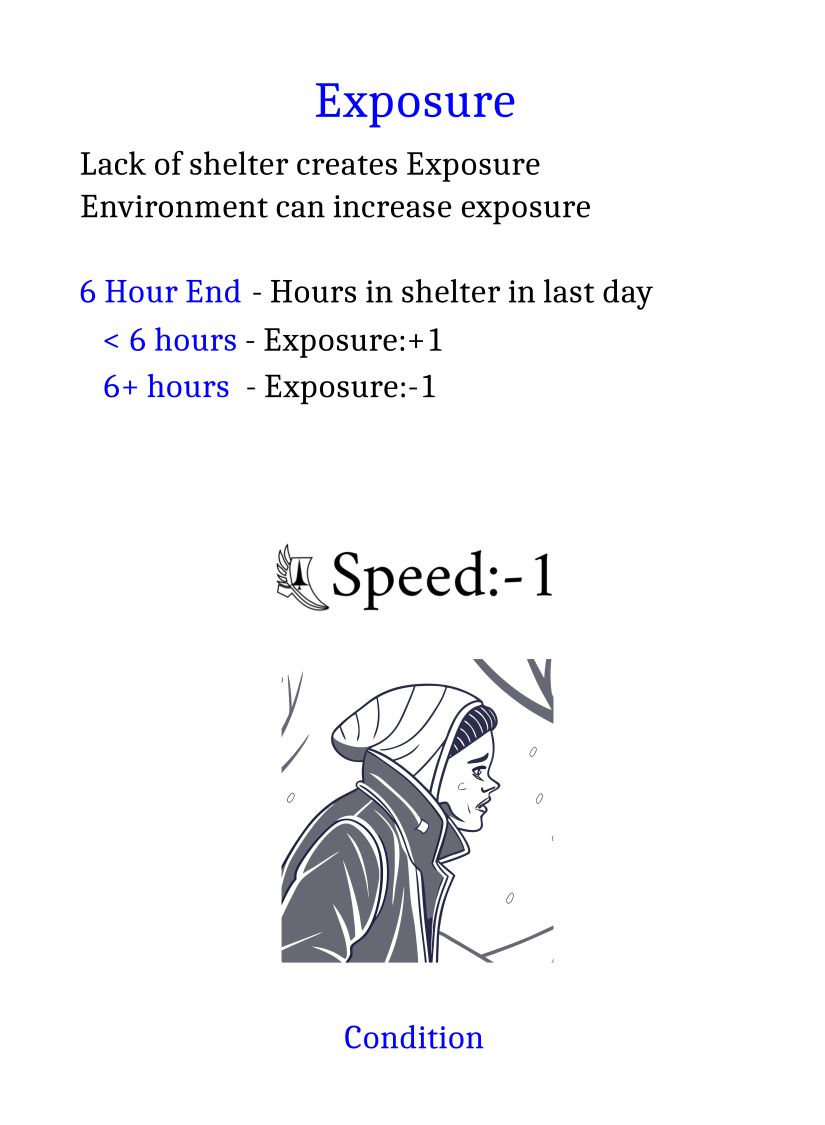 Exposure
Lack of shelter creates Exposure
Environment can increase exposure
6 Hour End - Hours in shelter in last day
< 6 hours - Exposure:+1
6+ hours - Exposure:-1
Speed:-1
Condition